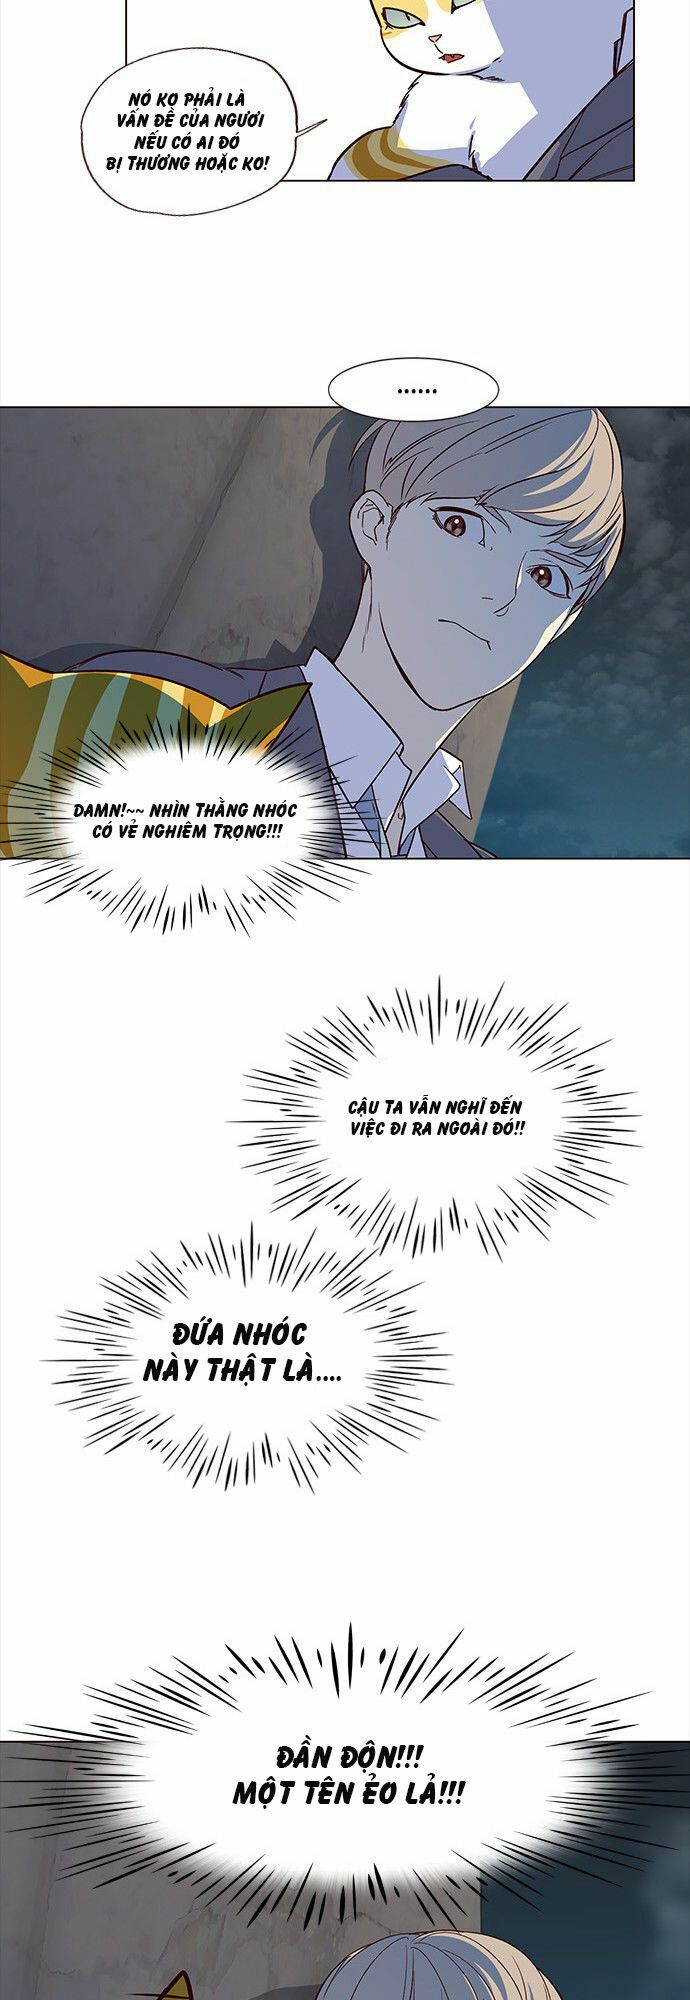 NÓ KO PHẢI LÀ
VẤN ĐỀ CỦA NGƯƠI
NẾU CÓ AI ĐÓ
BỊ THƯƠNG HOẶC KO!
......
DAMN!~~ NHÌN THẰNG NHÓC
CÓ VẺ NGHIÊM TRỌNG!!!
CẬU TA VẪN NGHĨ ĐẾN
VIỆC ĐI RA NGOÀI ĐÓ!!
ĐỨA NHÓC
NÀY THẬT LÀ....
ĐẦN ĐỘN!!!
MỘT TÊN ẺO LẢ!!!